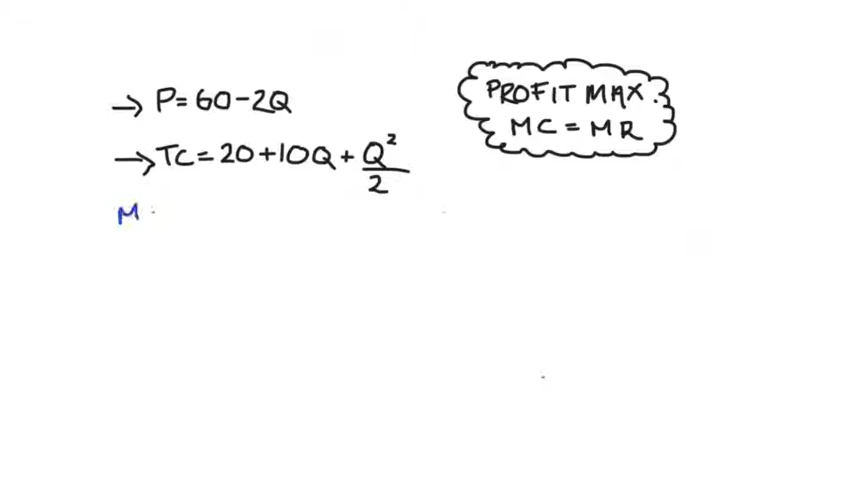 → P=60-2Q
→ TC=20+10Q+Q²/2
PROFIT MAX.
MC=MR
M